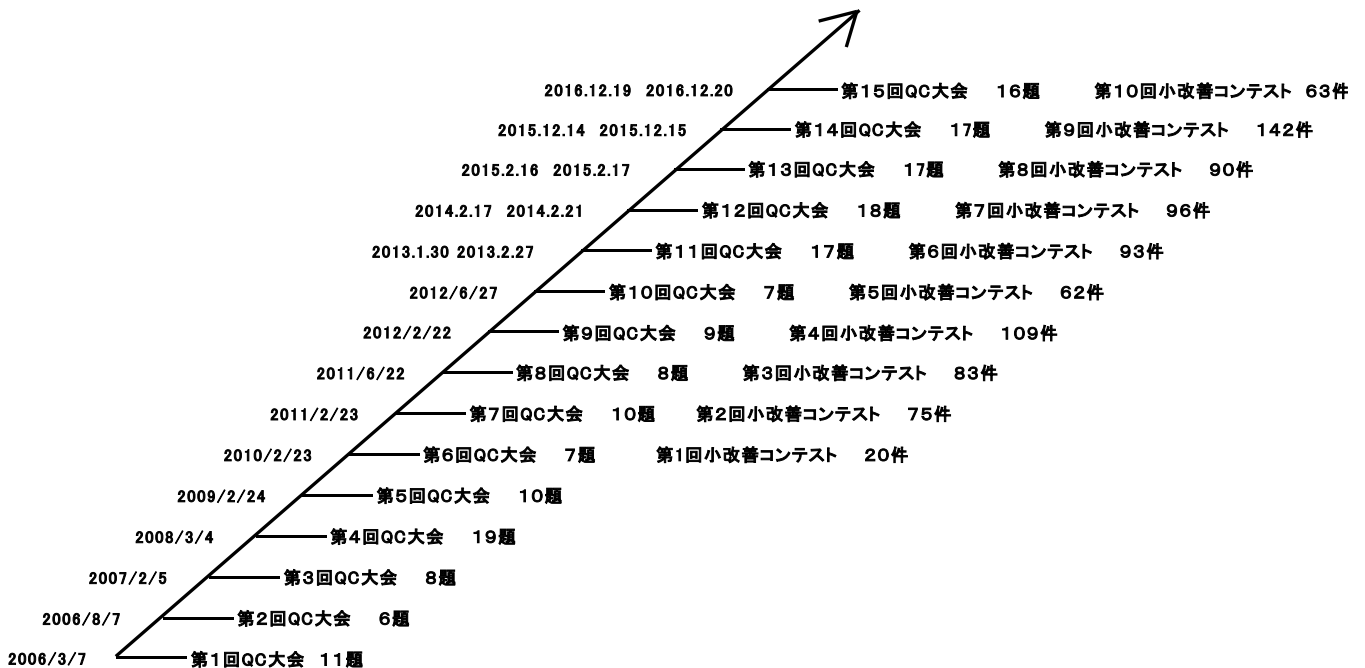 2016.12.19 2016.12.20 第15回QC大会 16題 第10回小改善コンテスト 63件
2015.12.14 2015.12.15 第14回QC大会 17題 第9回小改善コンテスト 142件
2015.2.16 2015.2.17 第13回QC大会 17題 第8回小改善コンテスト 90件
2014.2.17 2014.2.21 第12回QC大会 18題 第7回小改善コンテスト 96件
2013.1.30 2013.2.27 第11回QC大会 17題 第6回小改善コンテスト 93件
2012/6/27 第10回QC大会 7題 第5回小改善コンテスト 62件
2012/2/22 第9回QC大会 9題 第4回小改善コンテスト 109件
2011/6/22 第8回QC大会 8題 第3回小改善コンテスト 83件
2011/2/23 第7回QC大会 10題 第2回小改善コンテスト 75件
2010/2/23 第6回QC大会 7題 第1回小改善コンテスト 20件
2009/2/24 第5回QC大会 10題
2008/3/4 第4回QC大会 19題
2007/2/5 第3回QC大会 8題
2006/8/7 第2回QC大会 6題
2006/3/7 第1回QC大会 11題